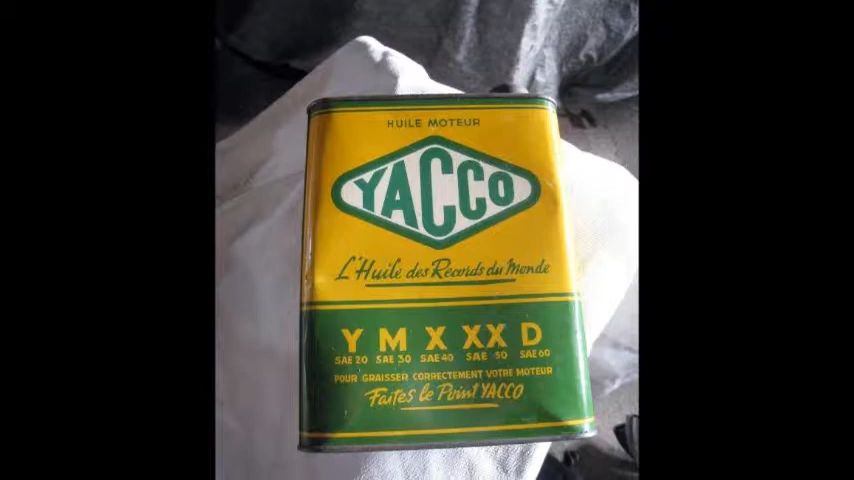 HUILE MOTEUR
YACCO
L'Huile des Records du Monde
Y M X XX D
SAE 20 SAE 30 SAE 40 SAE 50 SAE 60
POUR GRAISSER CORRECTEMENT VOTRE MOTEUR
Faites le Point YACCO